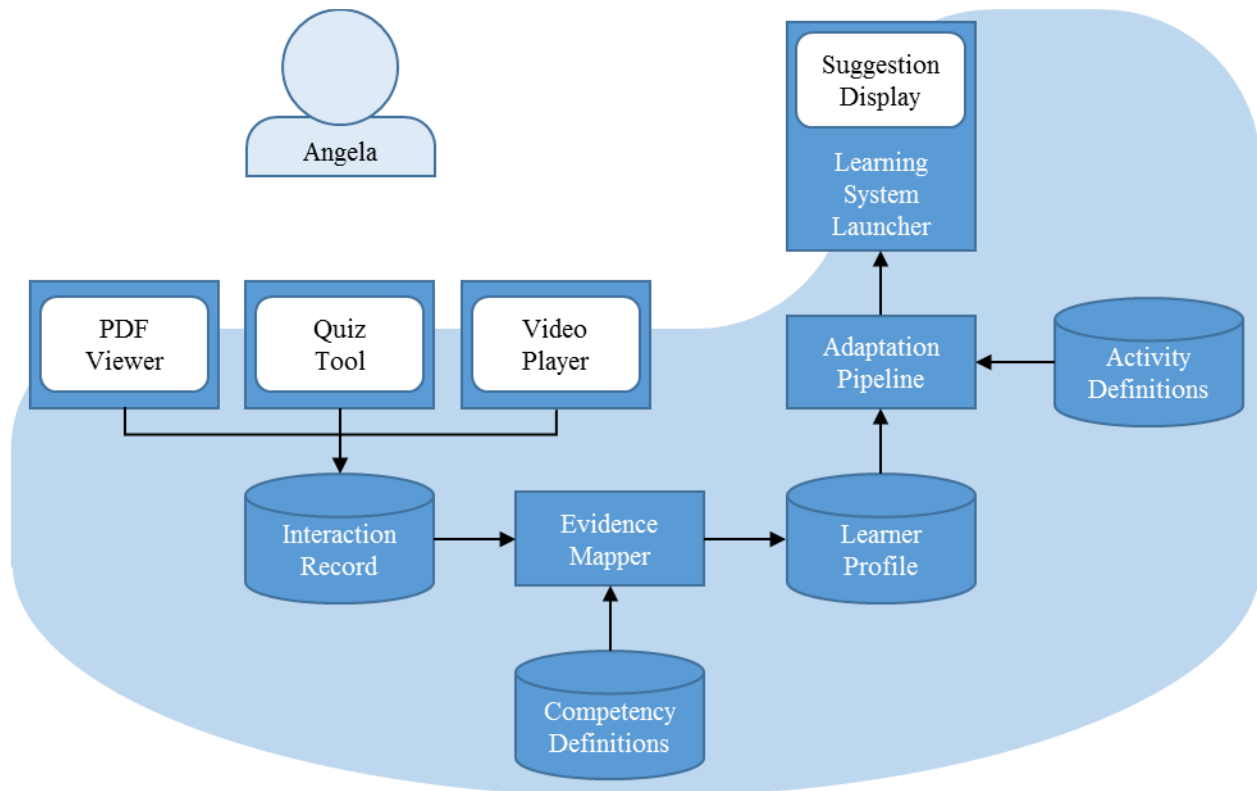 Suggestion
Display
Angela
Learning
System
Launcher
PDF
Viewer
Quiz
Tool
Video
Player
Adaptation
Pipeline
Activity
Definitions
Interaction
Record
Evidence
Mapper
Learner
Profile
Competency
Definitions